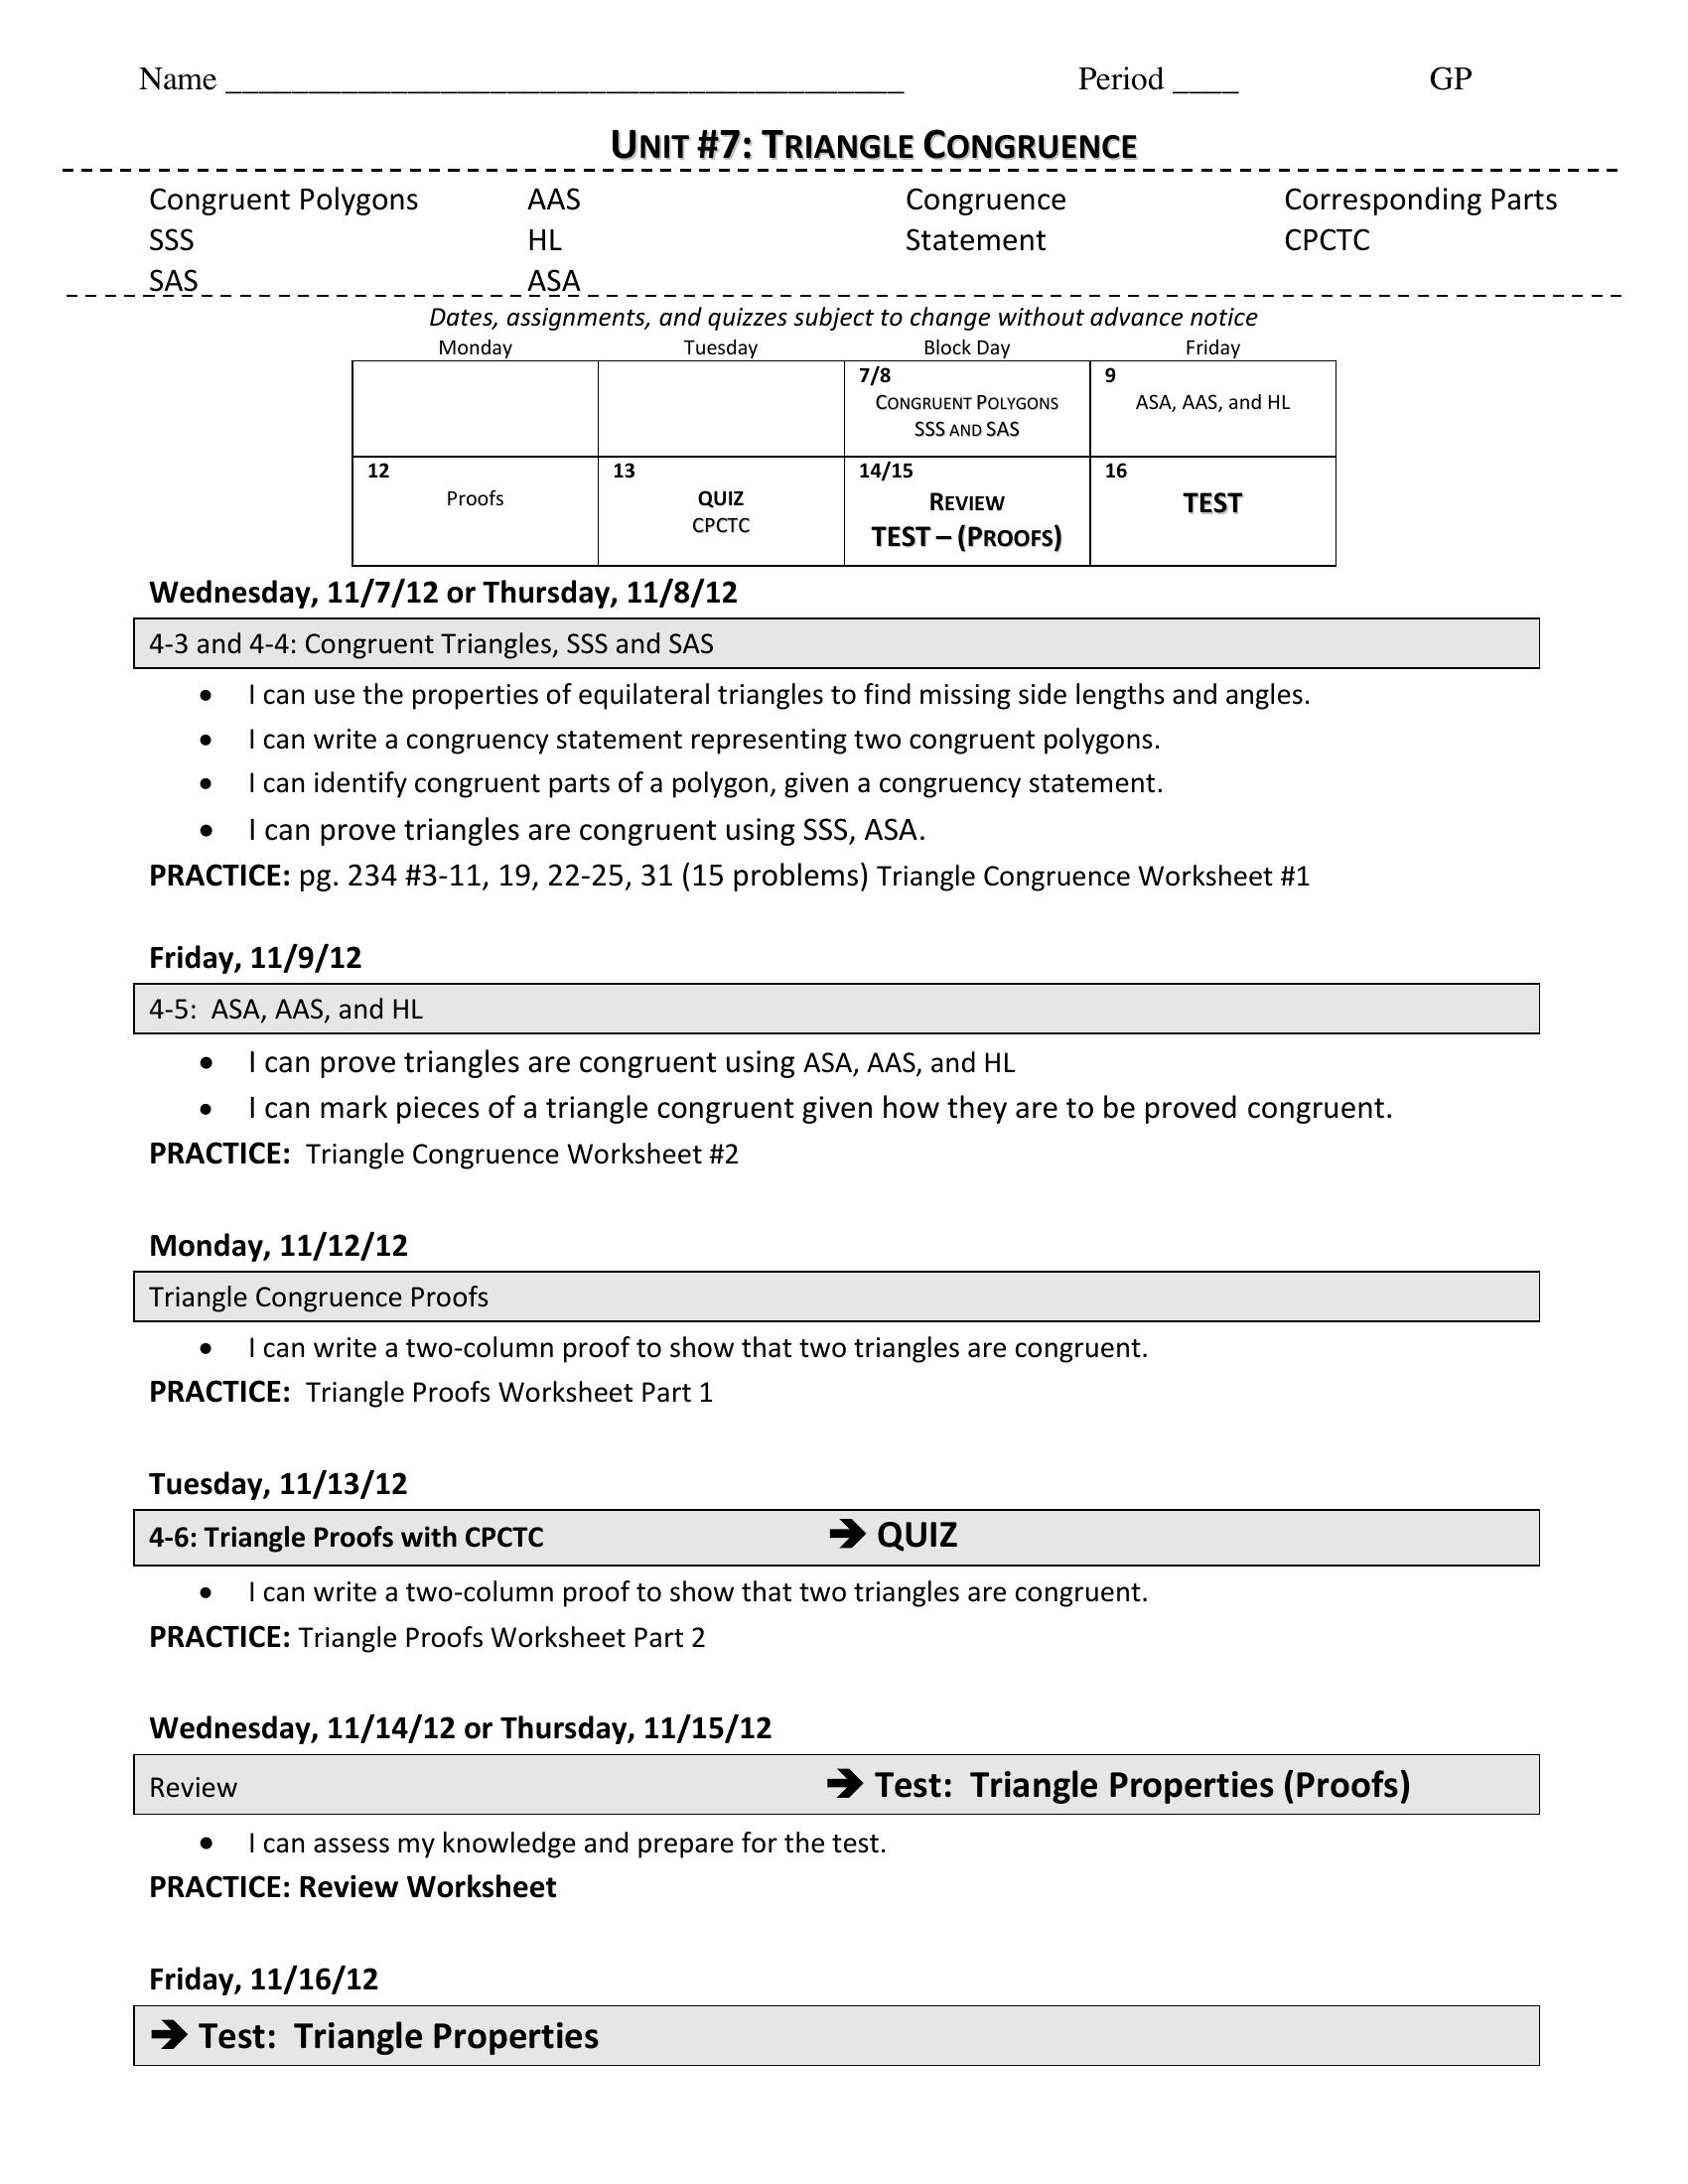 Name _________________________________________ Period ____ GP
UNIT #7: TRIANGLE CONGRUENCE
Congruent Polygons AAS Congruence Corresponding Parts
SSS HL Statement CPCTC
SAS ASA
Dates, assignments, and quizzes subject to change without advance notice
Monday Tuesday Block Day Friday
7/8 9
CONGRUENT POLYGONS ASA, AAS, and HL
SSS AND SAS
12 13 14/15 16
Proofs QUIZ REVIEW TEST
CPCTC TEST – (PROOFS)
Wednesday, 11/7/12 or Thursday, 11/8/12
4-3 and 4-4: Congruent Triangles, SSS and SAS
• I can use the properties of equilateral triangles to find missing side lengths and angles.
• I can write a congruency statement representing two congruent polygons.
• I can identify congruent parts of a polygon, given a congruency statement.
• I can prove triangles are congruent using SSS, ASA.
PRACTICE: pg. 234 #3-11, 19, 22-25, 31 (15 problems) Triangle Congruence Worksheet #1
Friday, 11/9/12
4-5: ASA, AAS, and HL
• I can prove triangles are congruent using ASA, AAS, and HL
• I can mark pieces of a triangle congruent given how they are to be proved congruent.
PRACTICE: Triangle Congruence Worksheet #2
Monday, 11/12/12
Triangle Congruence Proofs
• I can write a two-column proof to show that two triangles are congruent.
PRACTICE: Triangle Proofs Worksheet Part 1
Tuesday, 11/13/12
4-6: Triangle Proofs with CPCTC ➔ QUIZ
• I can write a two-column proof to show that two triangles are congruent.
PRACTICE: Triangle Proofs Worksheet Part 2
Wednesday, 11/14/12 or Thursday, 11/15/12
Review ➔ Test: Triangle Properties (Proofs)
• I can assess my knowledge and prepare for the test.
PRACTICE: Review Worksheet
Friday, 11/16/12
➔ Test: Triangle Properties